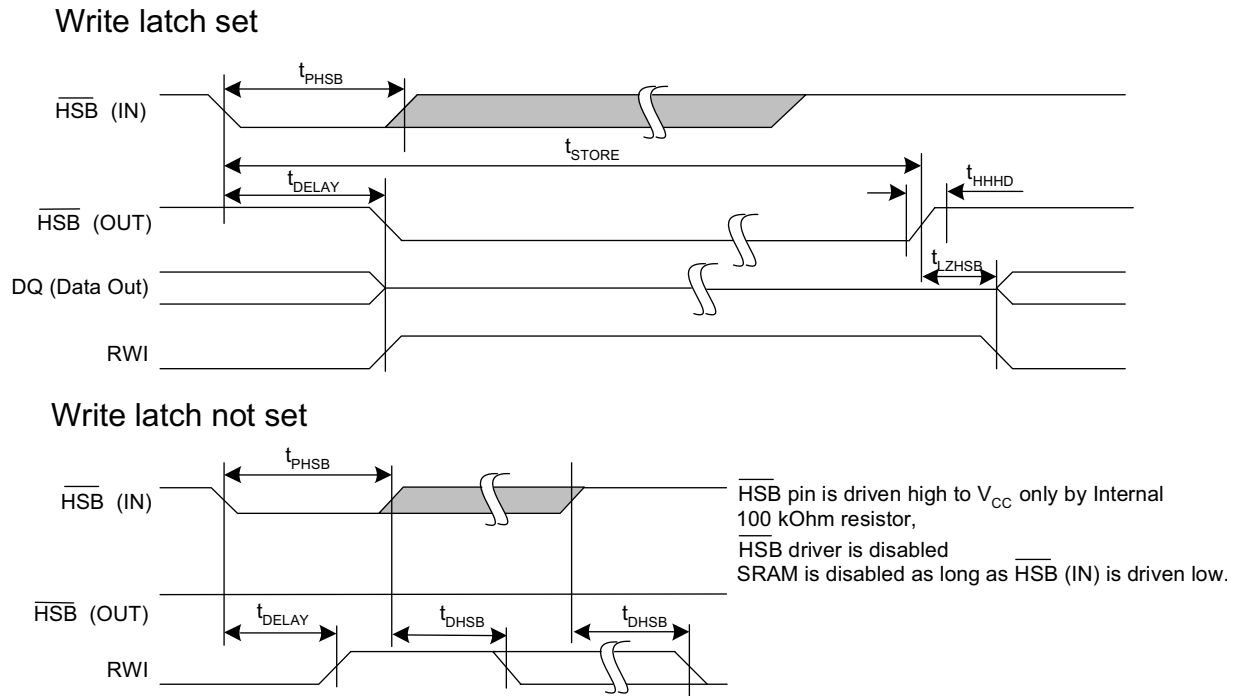 Write latch set
tPHSB
HSB (IN)
tSTORE
tDELAY
tHHHD
HSB (OUT)
tLZHSB
DQ (Data Out)
RWI
Write latch not set
tPHSB
HSB (IN)
HSB pin is driven high to VCC only by Internal
100 kOhm resistor,
HSB driver is disabled
SRAM is disabled as long as HSB (IN) is driven low.
HSB (OUT)
tDELAY
tDHSB
tDHSB
RWI